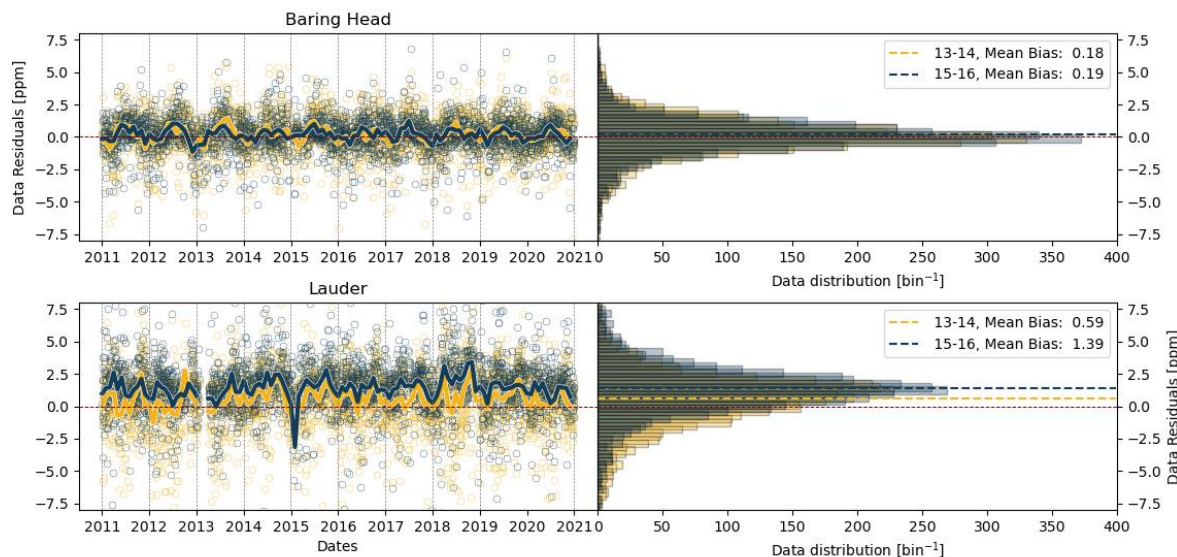 Baring Head
Data Residuals [ppm]
7.5
5.0
2.5
0.0
−2.5
−5.0
−7.5
2011 2012 2013 2014 2015 2016 2017 2018 2019 2020 2021
13-14, Mean Bias: 0.18
15-16, Mean Bias: 0.19
7.5
5.0
2.5
0.0
−2.5
−5.0
−7.5
0 50 100 150 200 250 300 350 400
Data distribution [bin⁻¹]
Lauder
7.5
5.0
2.5
0.0
−2.5
−5.0
−7.5
2011 2012 2013 2014 2015 2016 2017 2018 2019 2020 2021
Dates
13-14, Mean Bias: 0.59
15-16, Mean Bias: 1.39
7.5
5.0
2.5
0.0
−2.5
−5.0
−7.5
Data Residuals [ppm]
0 50 100 150 200 250 300 350 400
Data distribution [bin⁻¹]